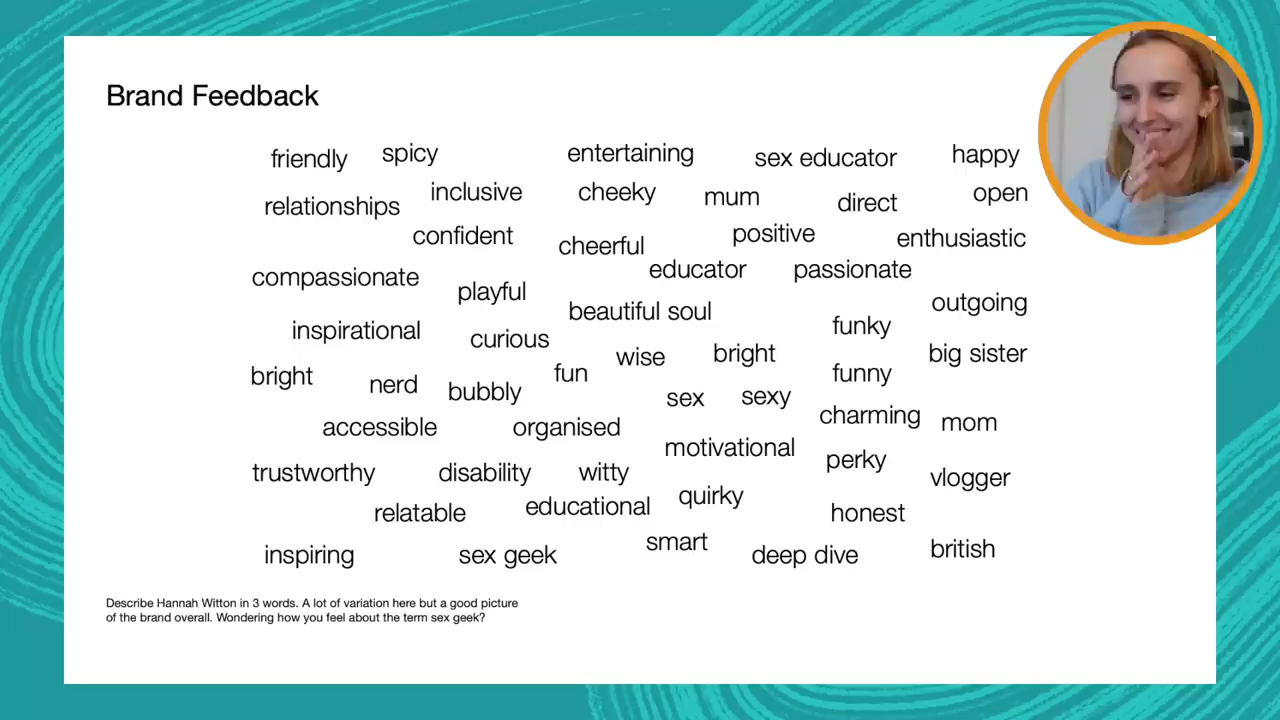 Brand Feedback
friendly spicy entertaining sex educator happy
relationships inclusive cheeky mum direct open
confident cheerful positive enthusiastic
compassionate playful educator passionate
inspirational curious beautiful soul funky outgoing
bright nerd bubbly fun wise bright funny big sister
accessible organised sex sexy charming mom
trustworthy disability witty motivational perky vlogger
relatable educational quirky honest
inspiring sex geek smart deep dive british
Describe Hannah Witton in 3 words. A lot of variation here but a good picture
of the brand overall. Wondering how you feel about the term sex geek?